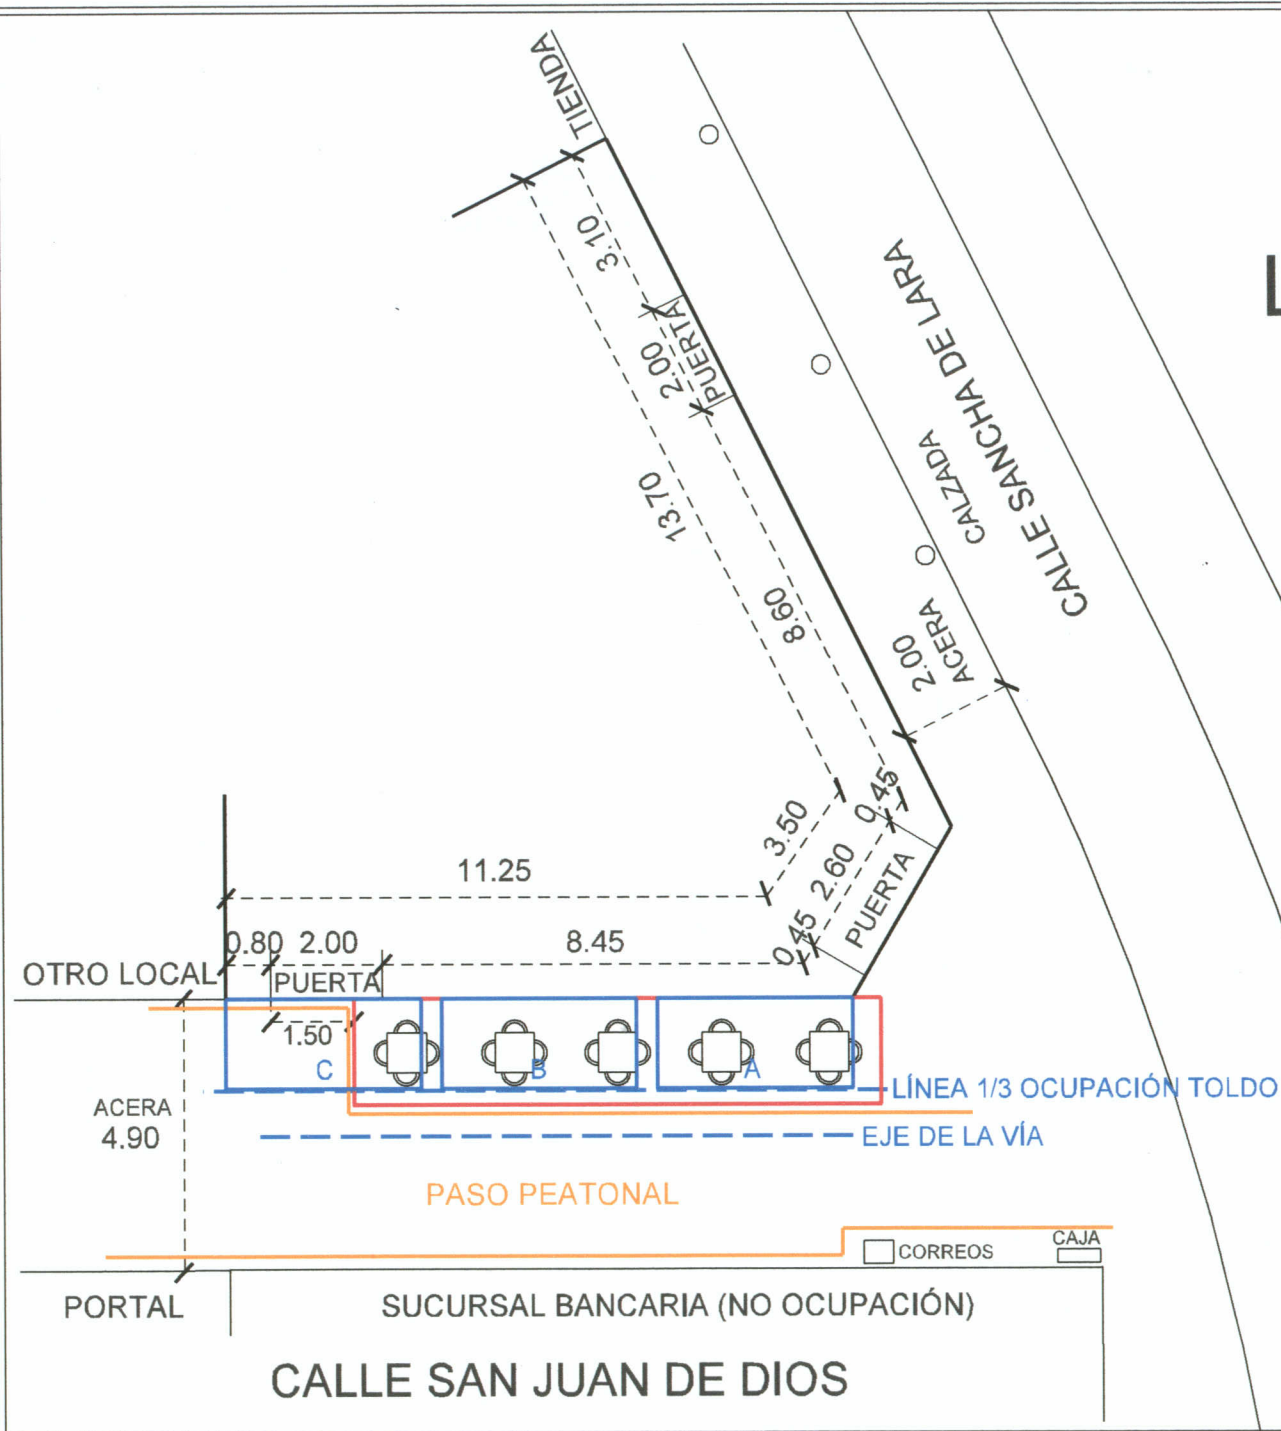 TIENDA
3.10
2.00
PUERTA
13.70
8.60
CALLE SANCHA DE LARA
CALZADA
ACERA
2.00
0.45
3.50
2.60
PUERTA
0.45
11.25
0.80
2.00
8.45
OTRO LOCAL
PUERTA
1.50
C
B
A
LÍNEA 1/3 OCUPACIÓN TOLDO
ACERA
4.90
EJE DE LA VÍA
PASO PEATONAL
CORREOS
CAJA
PORTAL
SUCURSAL BANCARIA (NO OCUPACIÓN)
CALLE SAN JUAN DE DIOS